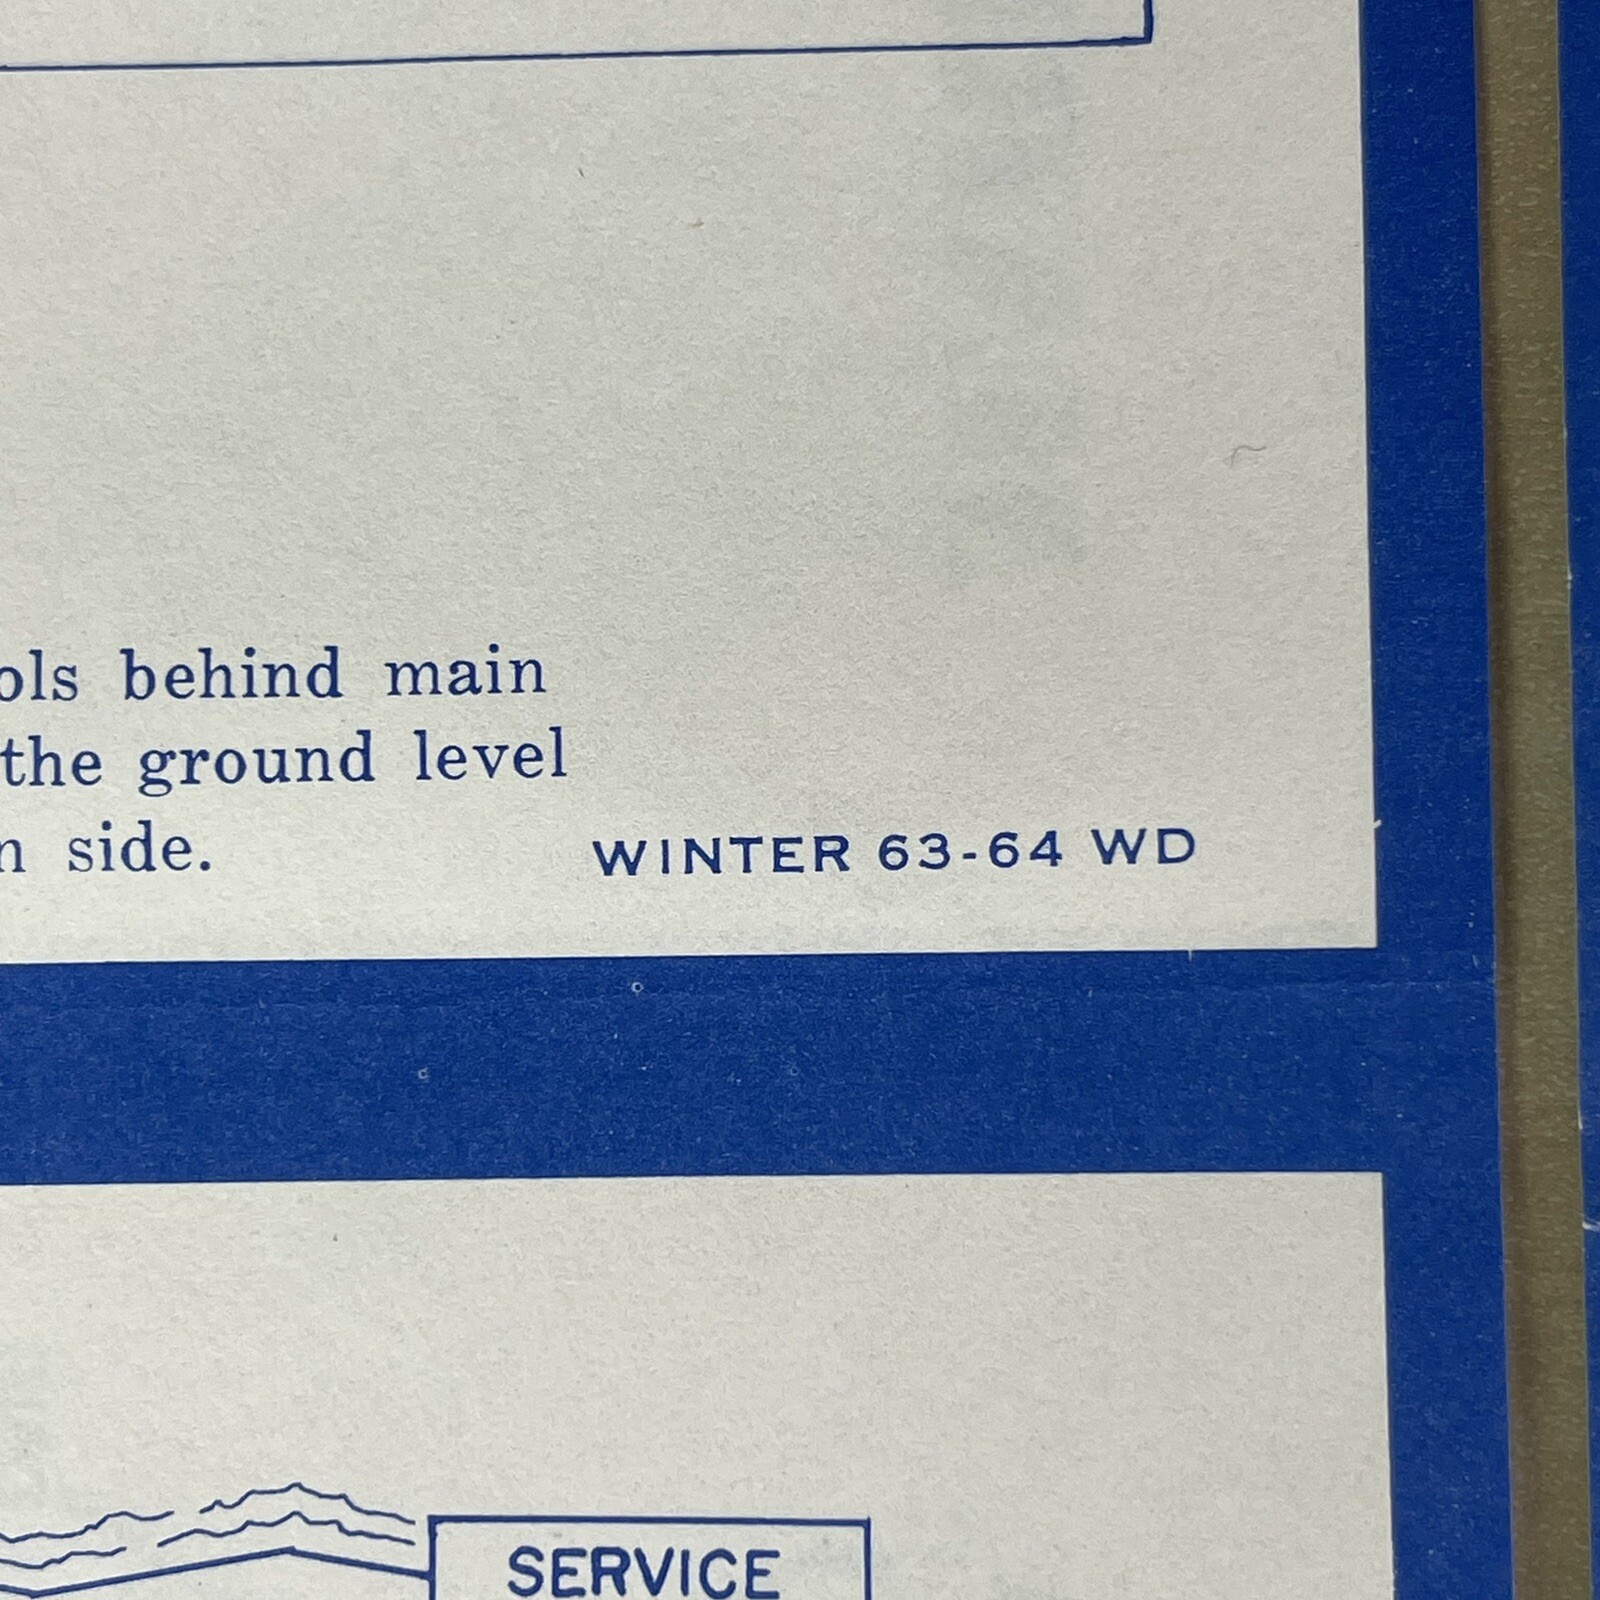 ols behind main
the ground level
n side.
WINTER 63-64 WD
SERVICE